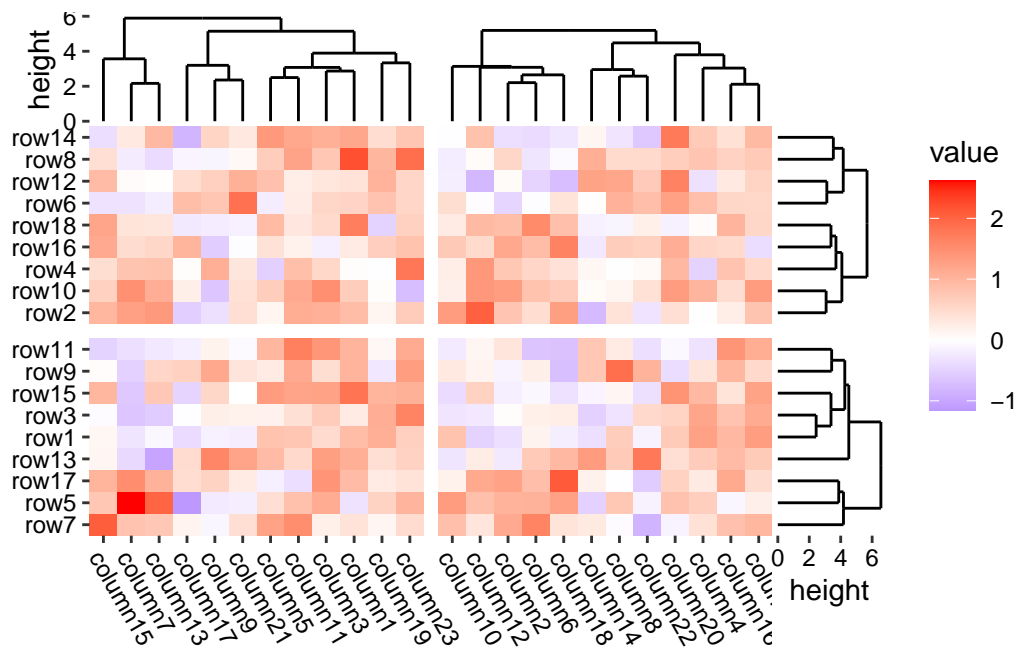 height
6
4
2
0
row14
row8
row12
row6
row18
row16
row4
row10
row2
row11
row9
row15
row3
row1
row13
row17
row5
row7
column15
column7
column13
column17
column9
column21
column5
column11
column3
column1
column19
column23
column10
column12
column2
column6
column18
column14
column8
column22
column20
column4
column16
0 2 4 6
height
value
2
1
0
−1